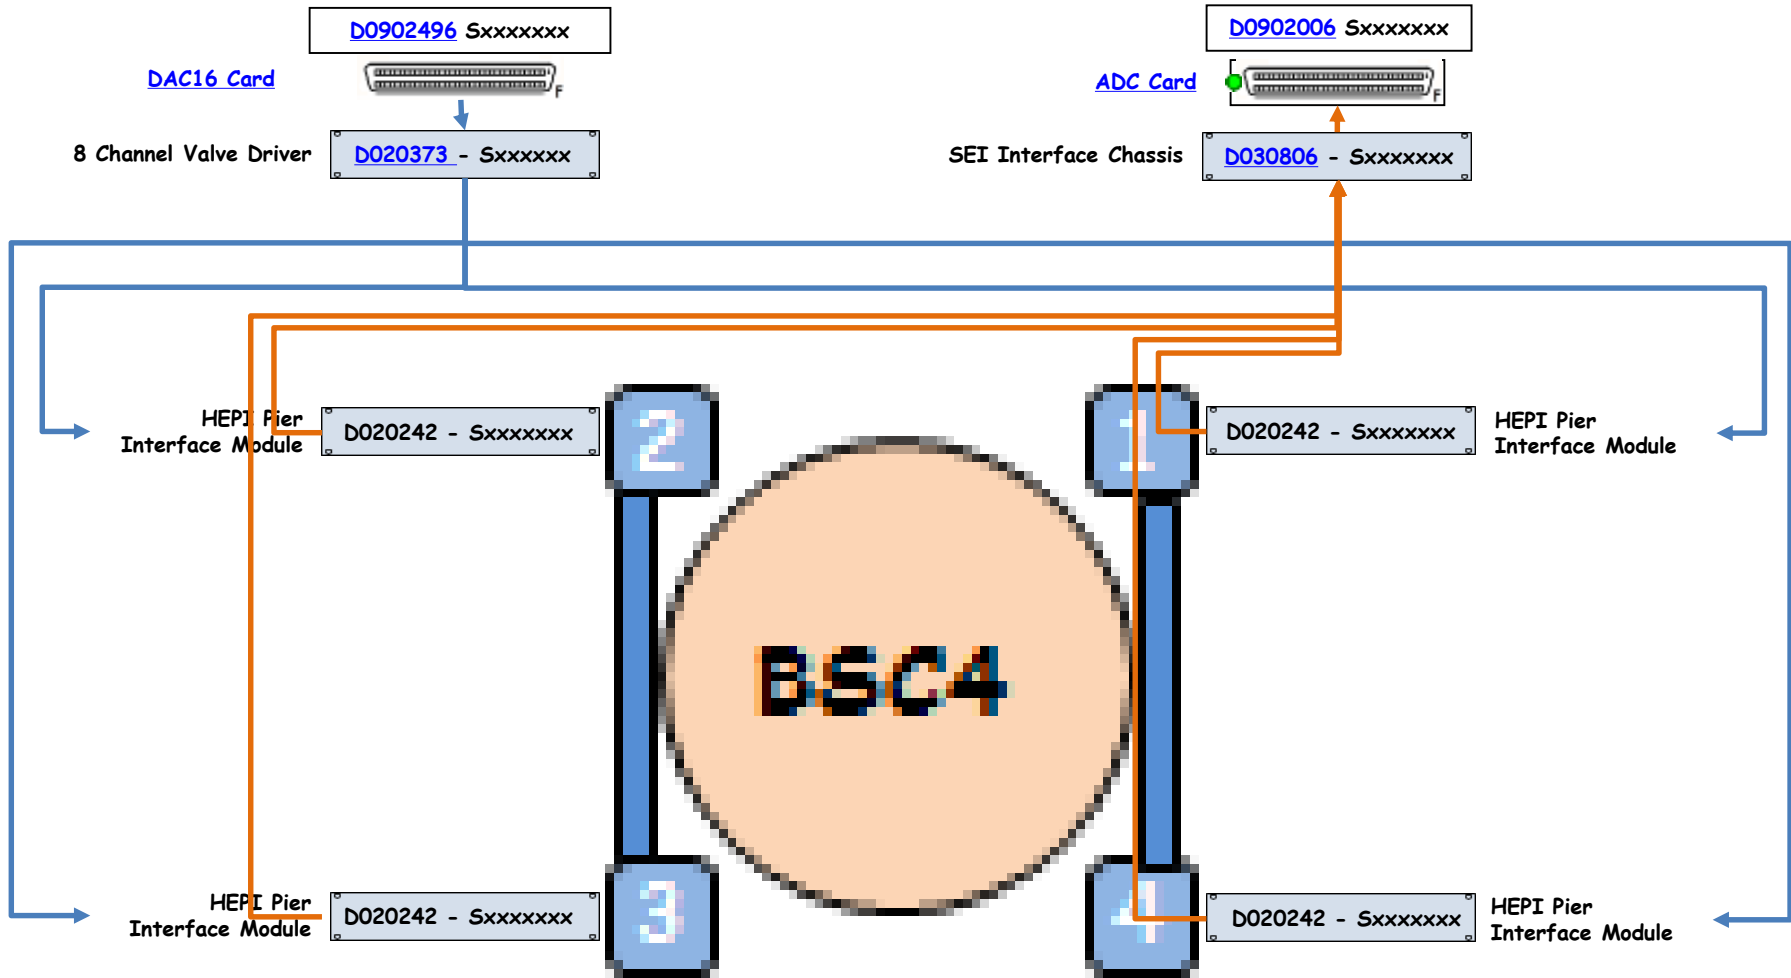 D0902496 Sxxxxxxx
D0902006 Sxxxxxxx
DAC16 Card
F
ADC Card
F
8 Channel Valve Driver
D020373 - Sxxxxxx
SEI Interface Chassis
D030806 - Sxxxxxxx
HEPI Pier
Interface Module
D020242 - Sxxxxxxx
2
1
D020242 - Sxxxxxxx
HEPI Pier
Interface Module
BSC4
HEPI Pier
Interface Module
D020242 - Sxxxxxxx
3
4
D020242 - Sxxxxxxx
HEPI Pier
Interface Module